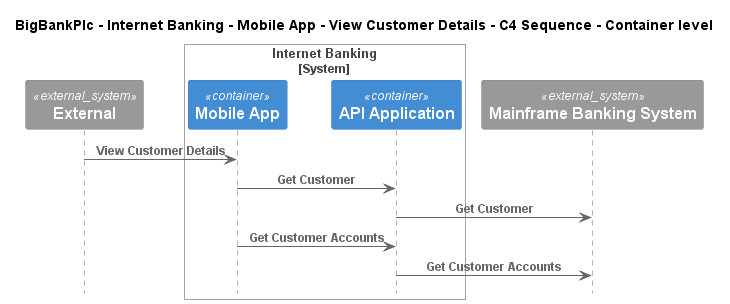 BigBankPlc - Internet Banking - Mobile App - View Customer Details - C4 Sequence - Container level
Internet Banking
[System]
«external_system»
External
«container»
Mobile App
«container»
API Application
«external_system»
Mainframe Banking System
View Customer Details
Get Customer
Get Customer
Get Customer Accounts
Get Customer Accounts